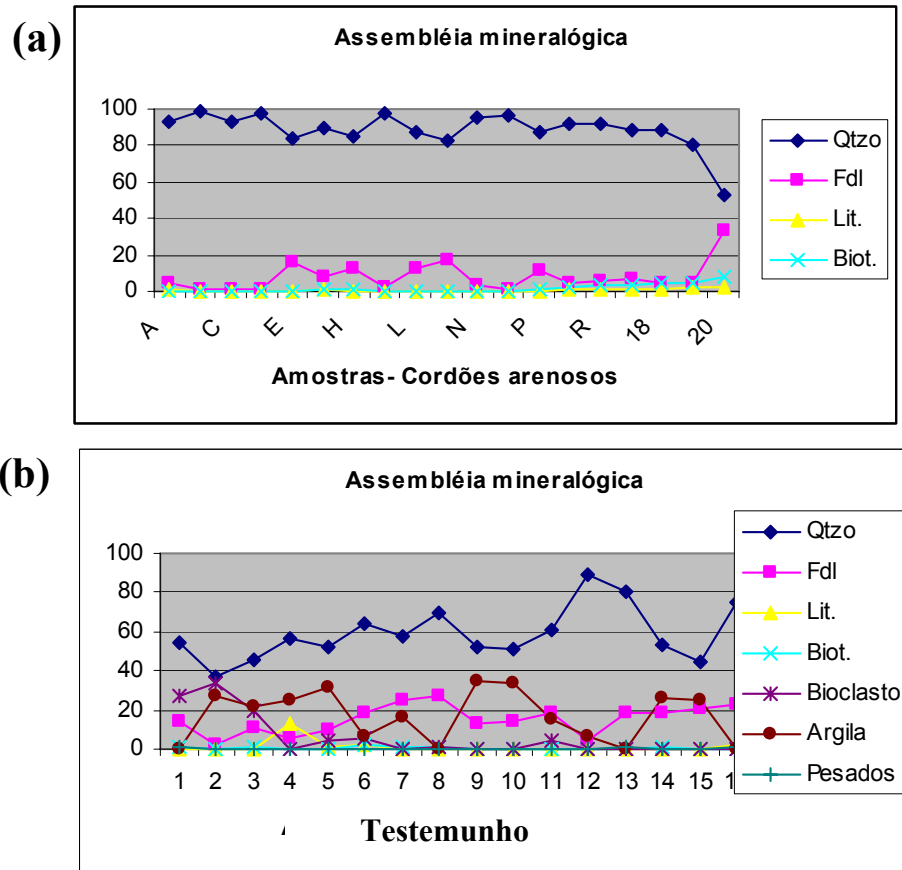 (a)
Assembléia mineralógica
100
80
60
40
20
0
A C E H L N P R 18 20
Amostras- Cordões arenosos
Qtzo
Fdl
Lit.
Biot.
(b)
Assembléia mineralógica
100
80
60
40
20
0
1 2 3 4 5 6 7 8 9 10 11 12 13 14 15
Testemunho
Qtzo
Fdl
Lit.
Biot.
Bioclasto
Argila
Pesados